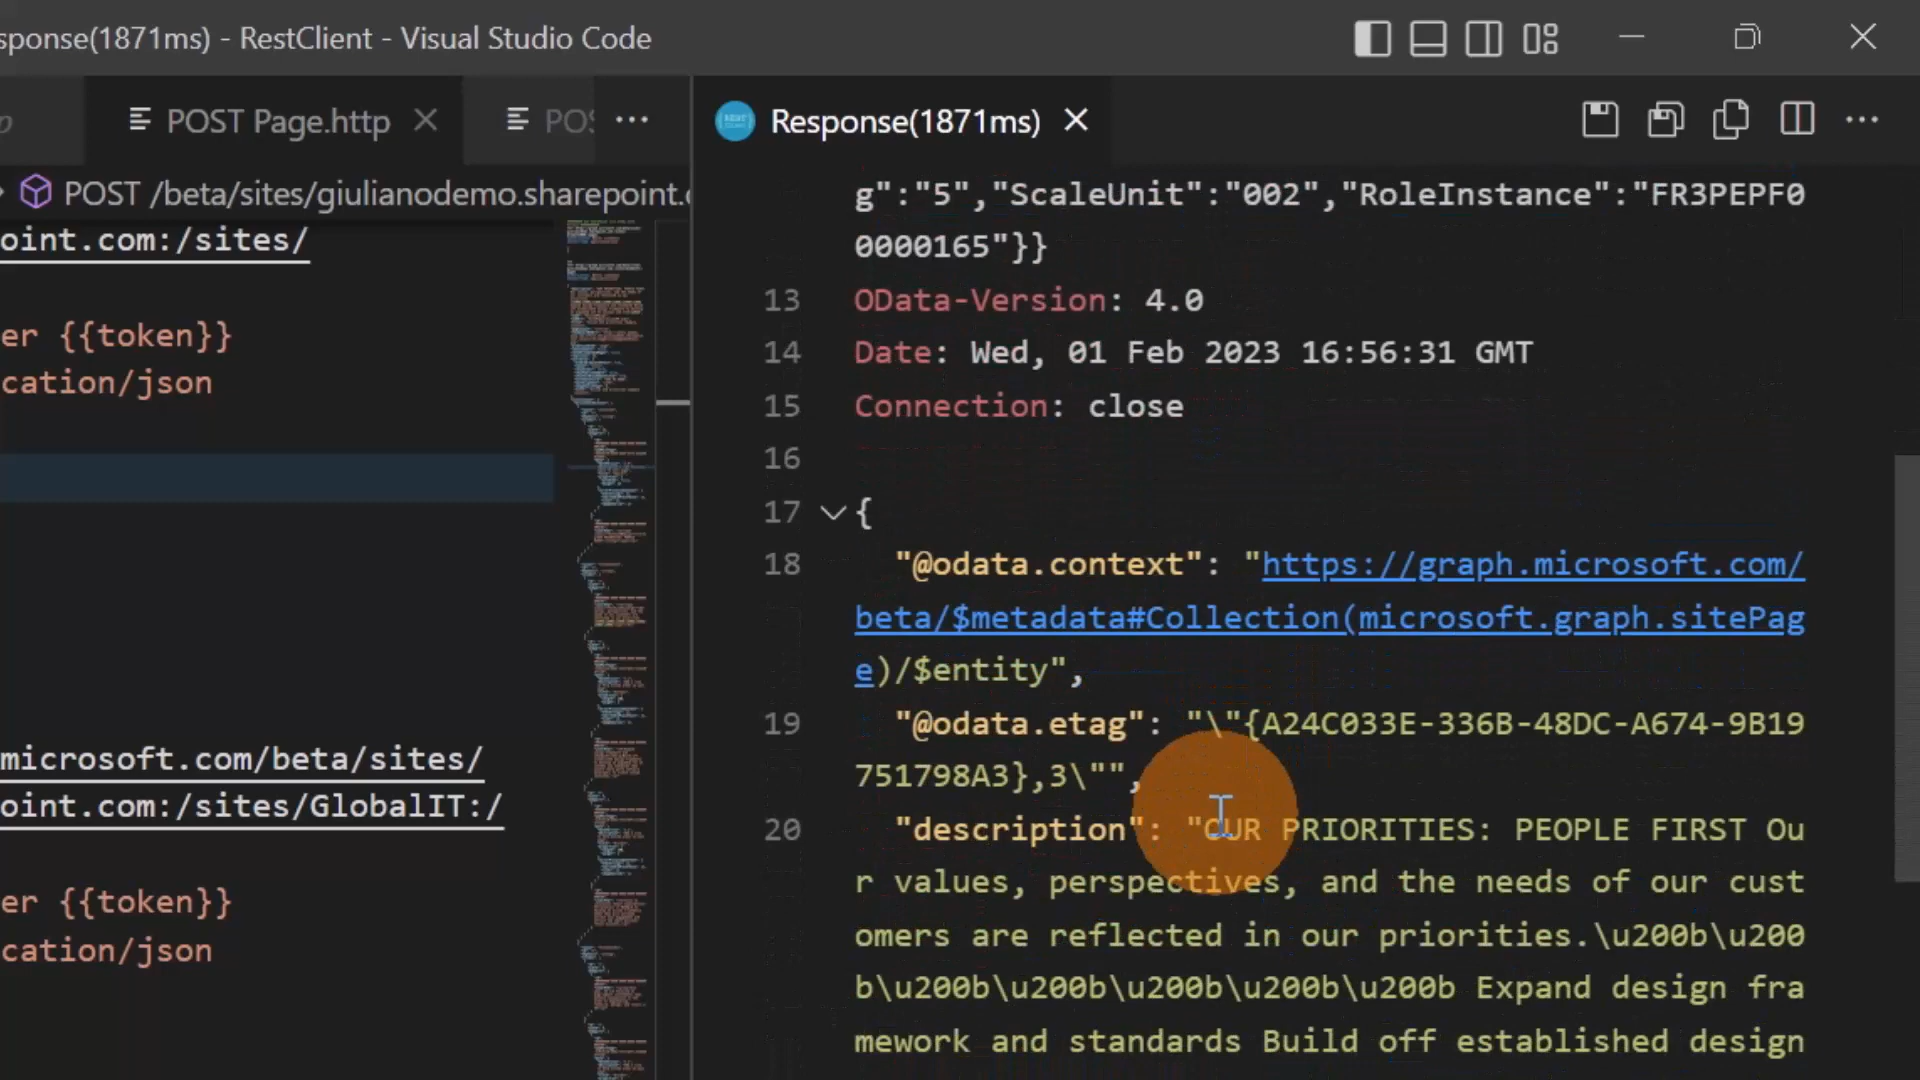 sponse(1871ms) - RestClient - Visual Studio Code
POST Page.http
POS
Response(1871ms)
POST /beta/sites/giulianodemo.sharepoint.
oint.com:/sites/
er {{token}}
cation/json
microsoft.com/beta/sites/
point.com:/sites/GlobalIT:/
er {{token}}
cation/json
g":"5","ScaleUnit":"002","RoleInstance":"FR3PEPF0
0000165"}}
13 OData-Version: 4.0
14 Date: Wed, 01 Feb 2023 16:56:31 GMT
15 Connection: close
16
17 {
18 "@odata.context": "https://graph.microsoft.com/
beta/$metadata#Collection(microsoft.graph.sitePag
e)/$entity",
19 "@odata.etag": "\"{A24C033E-336B-48DC-A674-9B19
751798A3},3\"",
20 "description": "OUR PRIORITIES: PEOPLE FIRST Ou
r values, perspectives, and the needs of our cust
omers are reflected in our priorities.\u200b\u200
b\u200b\u200b\u200b\u200b\u200b Expand design fra
mework and standards Build off established design